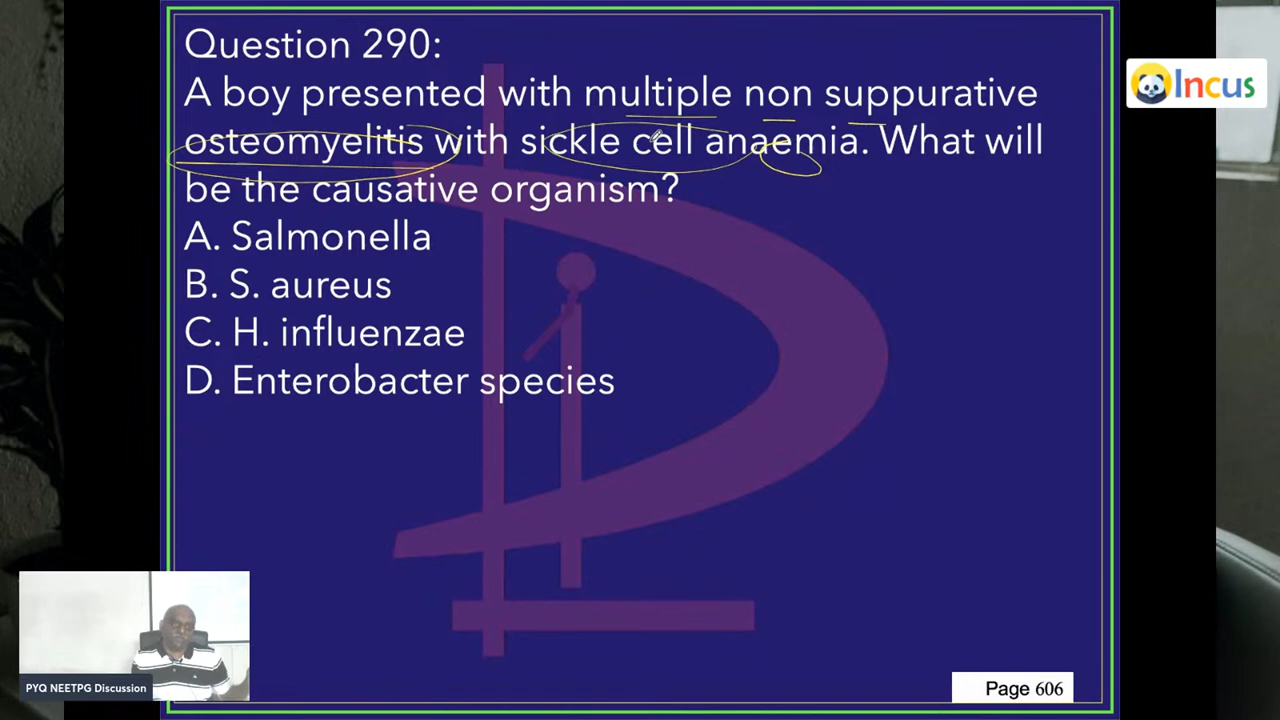 Question 290:
A boy presented with multiple non suppurative
osteomyelitis with sickle cell anaemia. What will
be the causative organism?
A. Salmonella
B. S. aureus
C. H. influenzae
D. Enterobacter species
Incus
PYQ NEETPG Discussion
Page 606